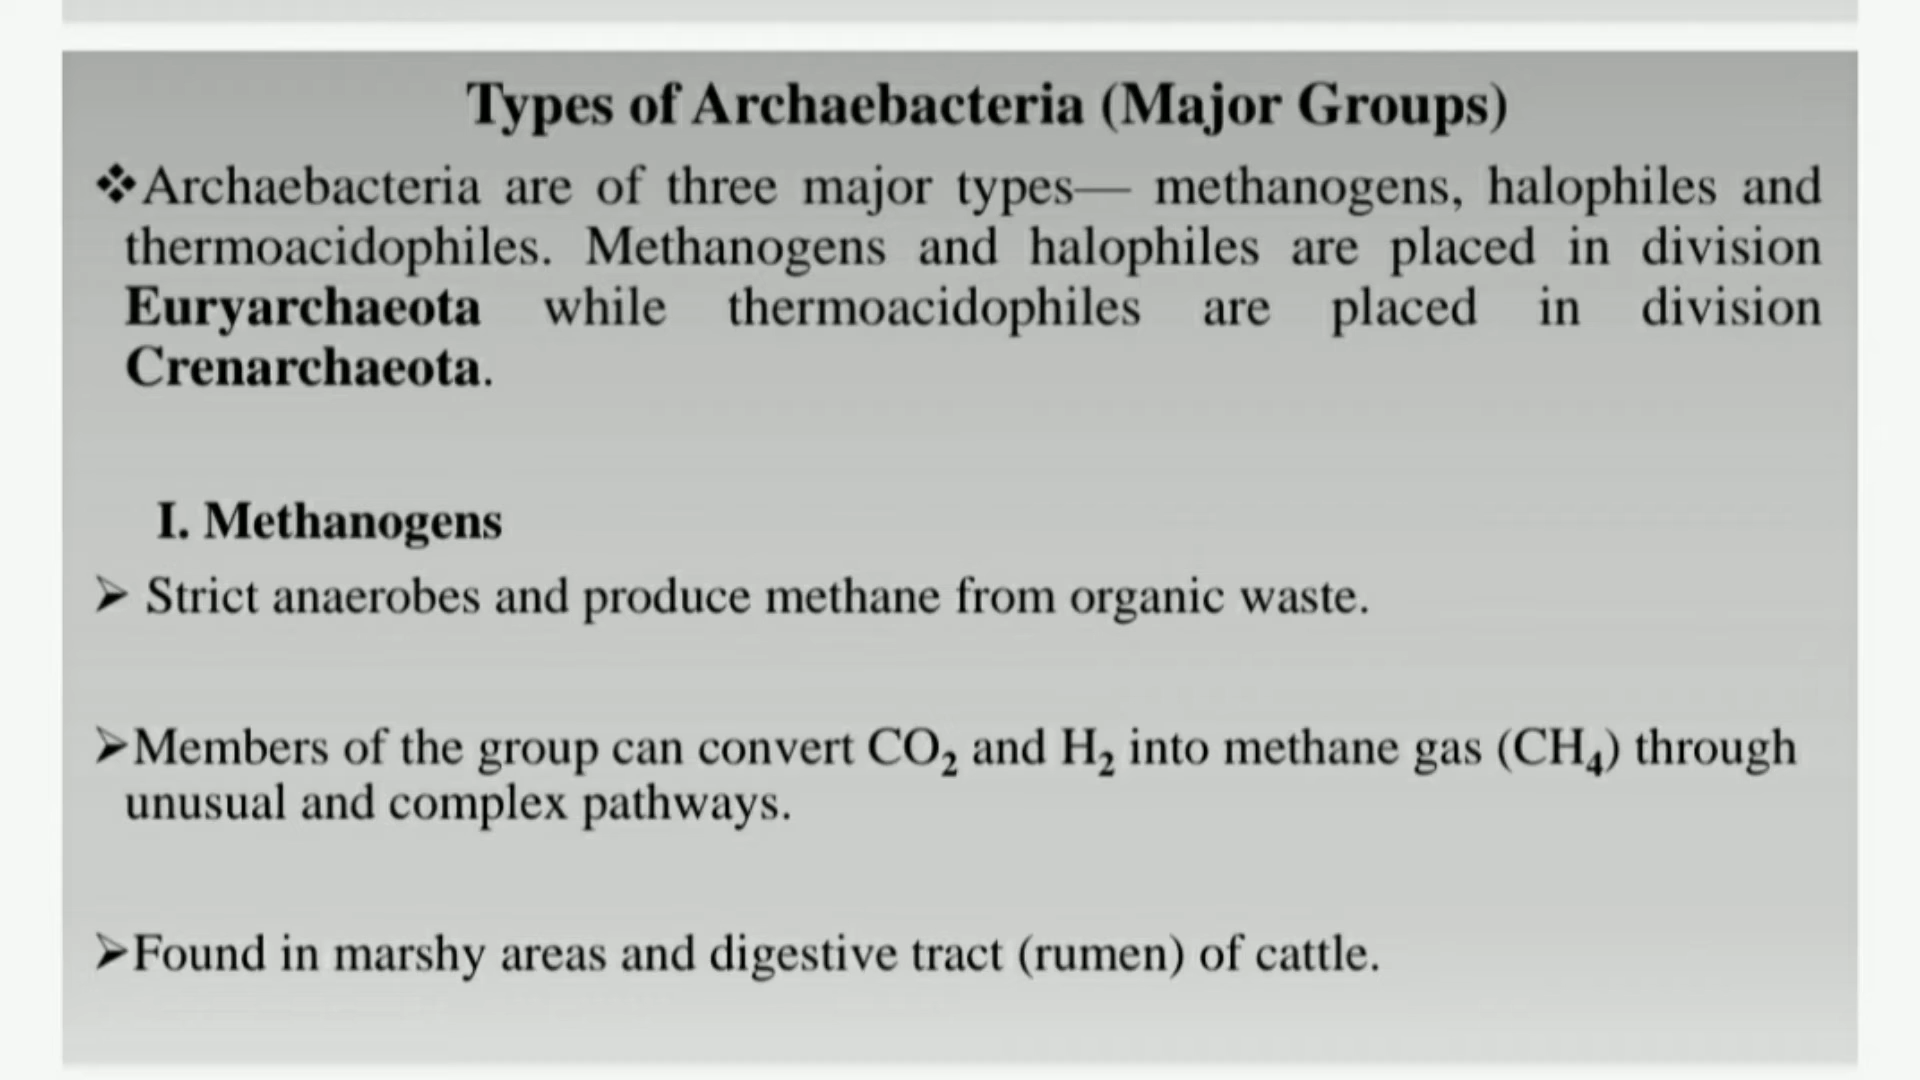 Types of Archaebacteria (Major Groups)
❖Archaebacteria are of three major types— methanogens, halophiles and
thermoacidophiles. Methanogens and halophiles are placed in division
Euryarchaeota while thermoacidophiles are placed in division
Crenarchaeota.
I. Methanogens
➢ Strict anaerobes and produce methane from organic waste.
➢Members of the group can convert CO₂ and H₂ into methane gas (CH₄) through
unusual and complex pathways.
➢Found in marshy areas and digestive tract (rumen) of cattle.